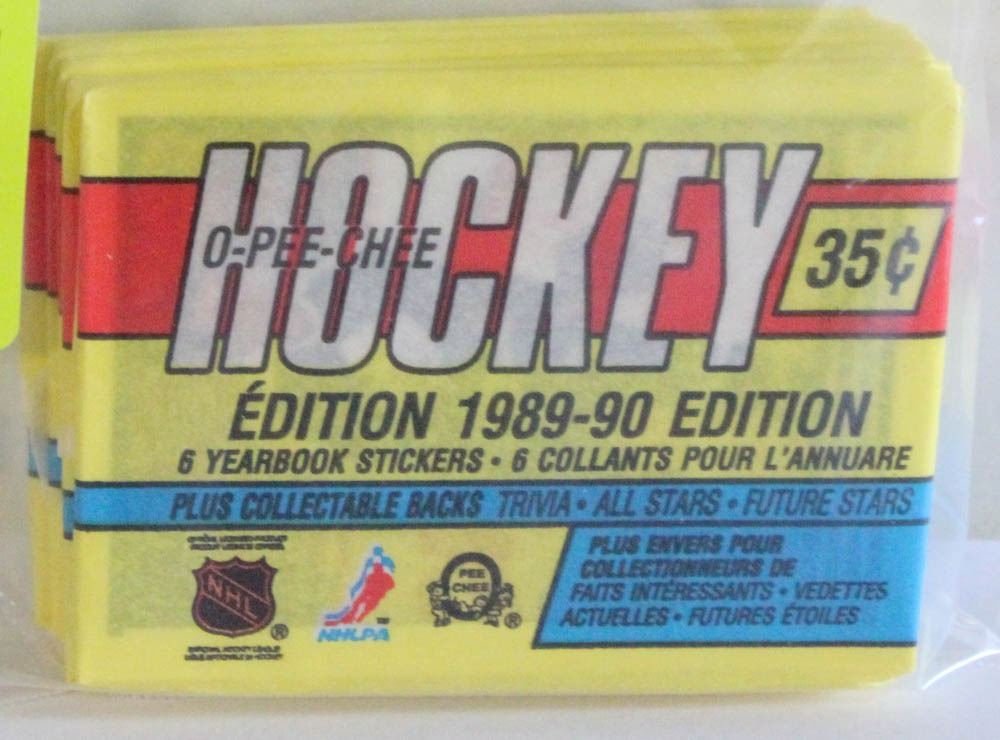 HOCKEY
O-PEE-CHEE
35¢
ÉDITION 1989-90 EDITION
6 YEARBOOK STICKERS • 6 COLLANTS POUR L'ANNUARE
PLUS COLLECTABLE BACKS TRIVIA • ALL STARS • FUTURE STARS
PLUS ENVERS POUR
COLLECTIONNEURS DE
FAITS INTÉRESSANTS • VEDETTES
ACTUELLES • FUTURES ÉTOILES
NHL ®
NHLPA ™
PEE
CHEE ®